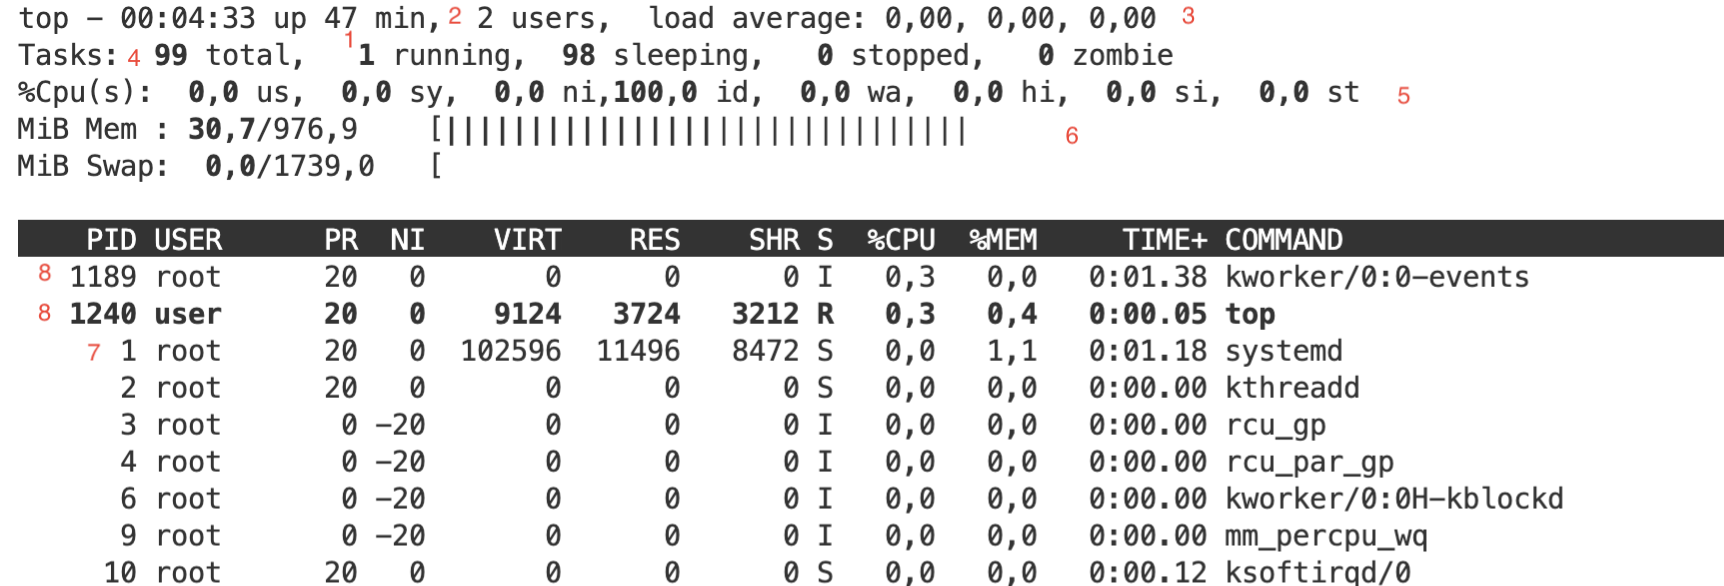 top - 00:04:33 up 47 min, 2 2 users,  load average: 0,00, 0,00, 0,00 3
1
Tasks: 4 99 total,   1 running,  98 sleeping,   0 stopped,   0 zombie
%Cpu(s):  0,0 us,  0,0 sy,  0,0 ni,100,0 id,  0,0 wa,  0,0 hi,  0,0 si,  0,0 st 5
MiB Mem : 30,7/976,9    [||||||||||||||||||||||||||||||| 6
MiB Swap:  0,0/1739,0   [
PID USER      PR  NI    VIRT    RES    SHR S  %CPU  %MEM     TIME+ COMMAND
8 1189 root      20   0       0      0      0 I   0,3   0,0   0:01.38 kworker/0:0-events
8 1240 user      20   0    9124   3724   3212 R   0,3   0,4   0:00.05 top
7 1 root      20   0  102596  11496   8472 S   0,0   1,1   0:01.18 systemd
2 root      20   0       0      0      0 S   0,0   0,0   0:00.00 kthreadd
3 root       0 -20       0      0      0 I   0,0   0,0   0:00.00 rcu_gp
4 root       0 -20       0      0      0 I   0,0   0,0   0:00.00 rcu_par_gp
6 root       0 -20       0      0      0 I   0,0   0,0   0:00.00 kworker/0:0H-kblockd
9 root       0 -20       0      0      0 I   0,0   0,0   0:00.00 mm_percpu_wq
10 root      20   0       0      0      0 S   0,0   0,0   0:00.12 ksoftirqd/0